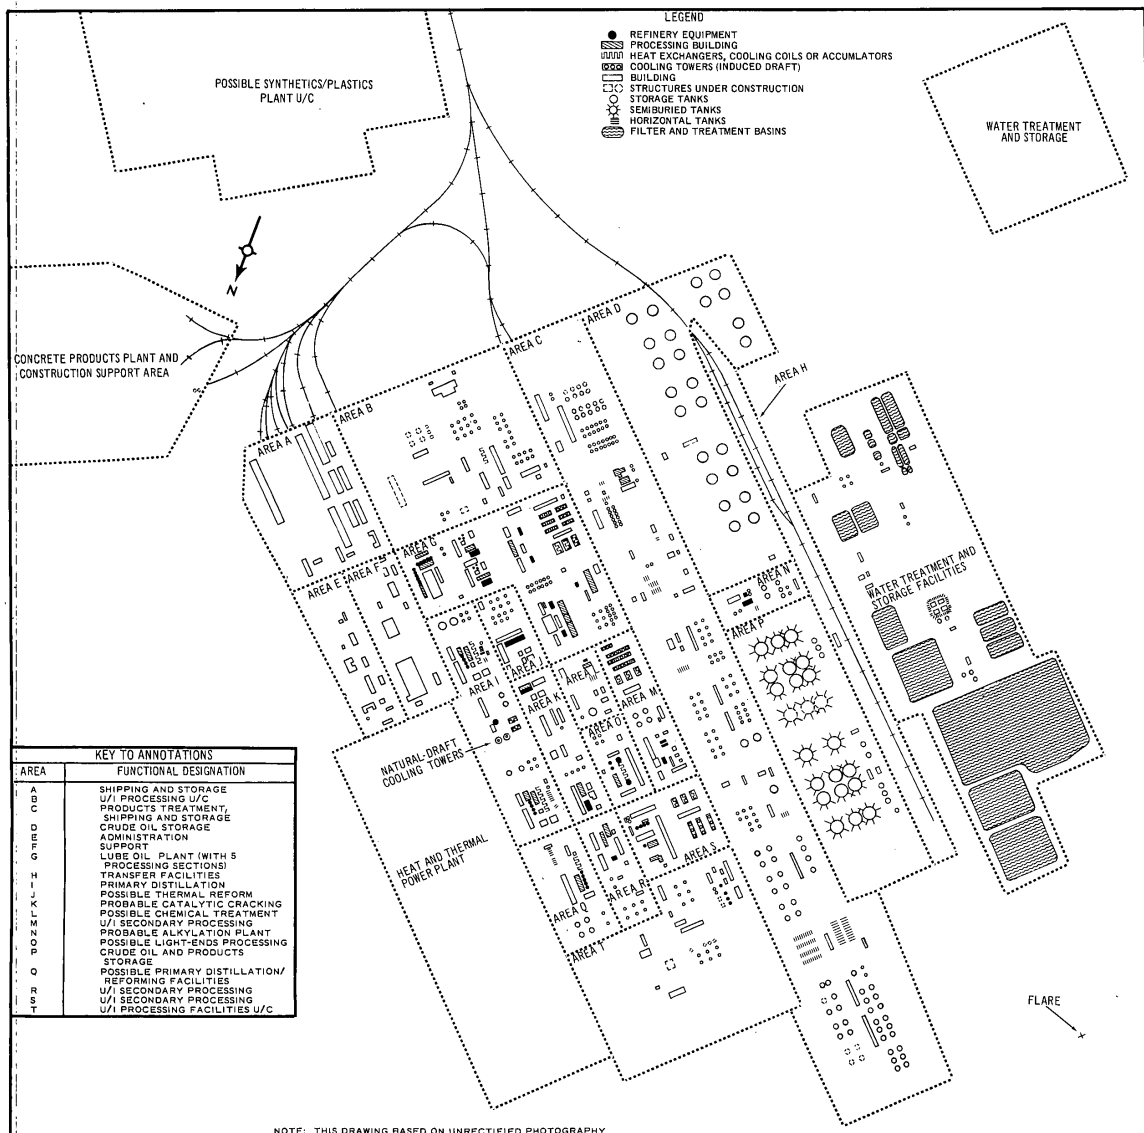 LEGEND
REFINERY EQUIPMENT
PROCESSING BUILDING
HEAT EXCHANGERS, COOLING COILS OR ACCUMLATORS
COOLING TOWERS (INDUCED DRAFT)
BUILDING
STRUCTURES UNDER CONSTRUCTION
STORAGE TANKS
SEMIBURIED TANKS
HORIZONTAL TANKS
FILTER AND TREATMENT BASINS
POSSIBLE SYNTHETICS/PLASTICS
PLANT U/C
WATER TREATMENT
AND STORAGE
N
CONCRETE PRODUCTS PLANT AND
CONSTRUCTION SUPPORT AREA
AREA A
AREA B
AREA C
AREA D
AREA H
AREA E
AREA F
AREA G
AREA N
AREA P
WATER TREATMENT AND
STORAGE FACILITIES
AREA I
AREA J
AREA K
AREA L
AREA M
AREA O
NATURAL-DRAFT
COOLING TOWERS
HEAT AND THERMAL
POWER PLANT
AREA Q
AREA R
AREA S
AREA T
FLARE
KEY TO ANNOTATIONS
AREA FUNCTIONAL DESIGNATION
A SHIPPING AND STORAGE
B U/I PROCESSING U/C
C PRODUCTS TREATMENT,
SHIPPING AND STORAGE
D CRUDE OIL STORAGE
E ADMINISTRATION
F SUPPORT
G LUBE OIL PLANT (WITH 5
PROCESSING SECTIONS)
H TRANSFER FACILITIES
I PRIMARY DISTILLATION
J POSSIBLE THERMAL REFORM
K PROBABLE CATALYTIC CRACKING
L POSSIBLE CHEMICAL TREATMENT
M U/I SECONDARY PROCESSING
N PROBABLE ALKYLATION PLANT
O POSSIBLE LIGHT-ENDS PROCESSING
P CRUDE OIL AND PRODUCTS
STORAGE
Q POSSIBLE PRIMARY DISTILLATION/
REFORMING FACILITIES
R U/I SECONDARY PROCESSING
S U/I SECONDARY PROCESSING
T U/I PROCESSING FACILITIES U/C
NOTE: THIS DRAWING BASED ON UNRECTIFIED PHOTOGRAPHY